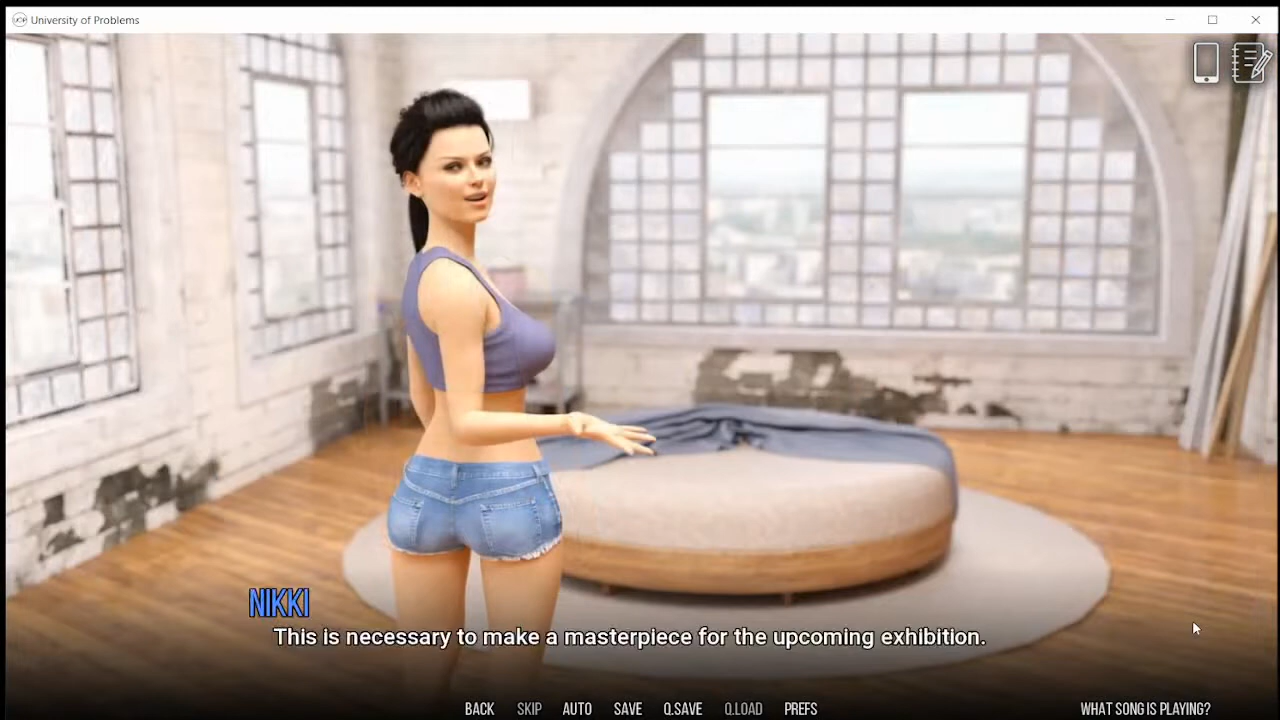 UOP University of Problems
NIKKI
This is necessary to make a masterpiece for the upcoming exhibition.
BACK SKIP AUTO SAVE Q.SAVE Q.LOAD PREFS
WHAT SONG IS PLAYING?